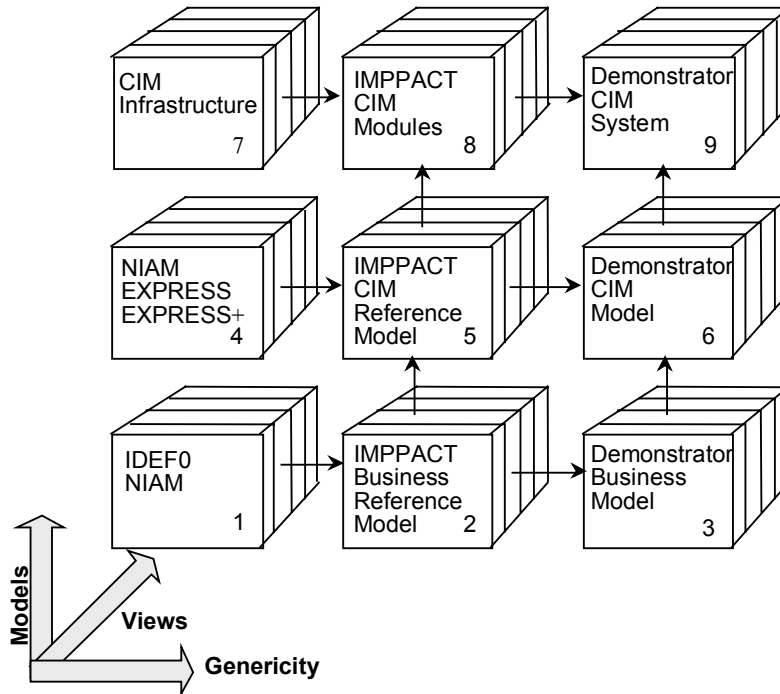 CIM
Infrastructure
7
IMPPACT
CIM
Modules
8
Demonstrator
CIM
System
9
NIAM
EXPRESS
EXPRESS+
4
IMPPACT
CIM
Reference
Model 5
Demonstrator
CIM
Model
6
IDEF0
NIAM
1
IMPPACT
Business
Reference
Model 2
Demonstrator
Business
Model
3
Models
Views
Genericity